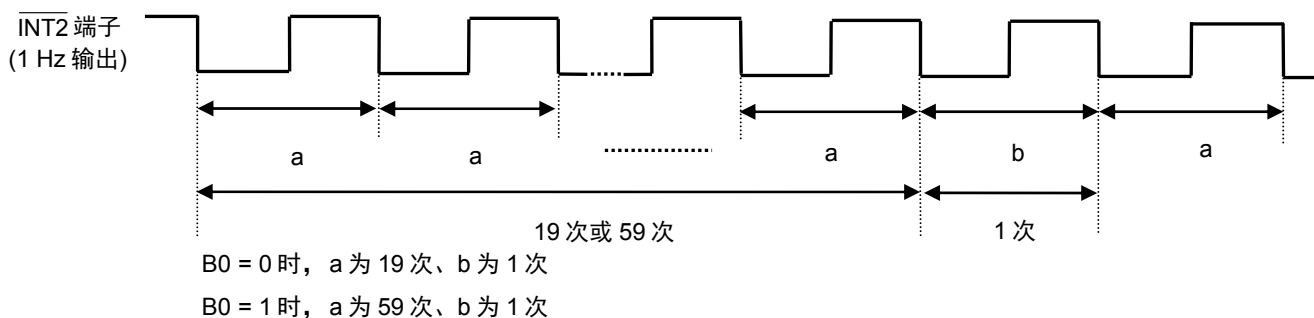 INT2 端子
(1 Hz 输出)
a
a
a
b
a
19 次或 59 次
1 次
B0 = 0 时，a 为 19 次、b 为 1 次
B0 = 1 时，a 为 59 次、b 为 1 次